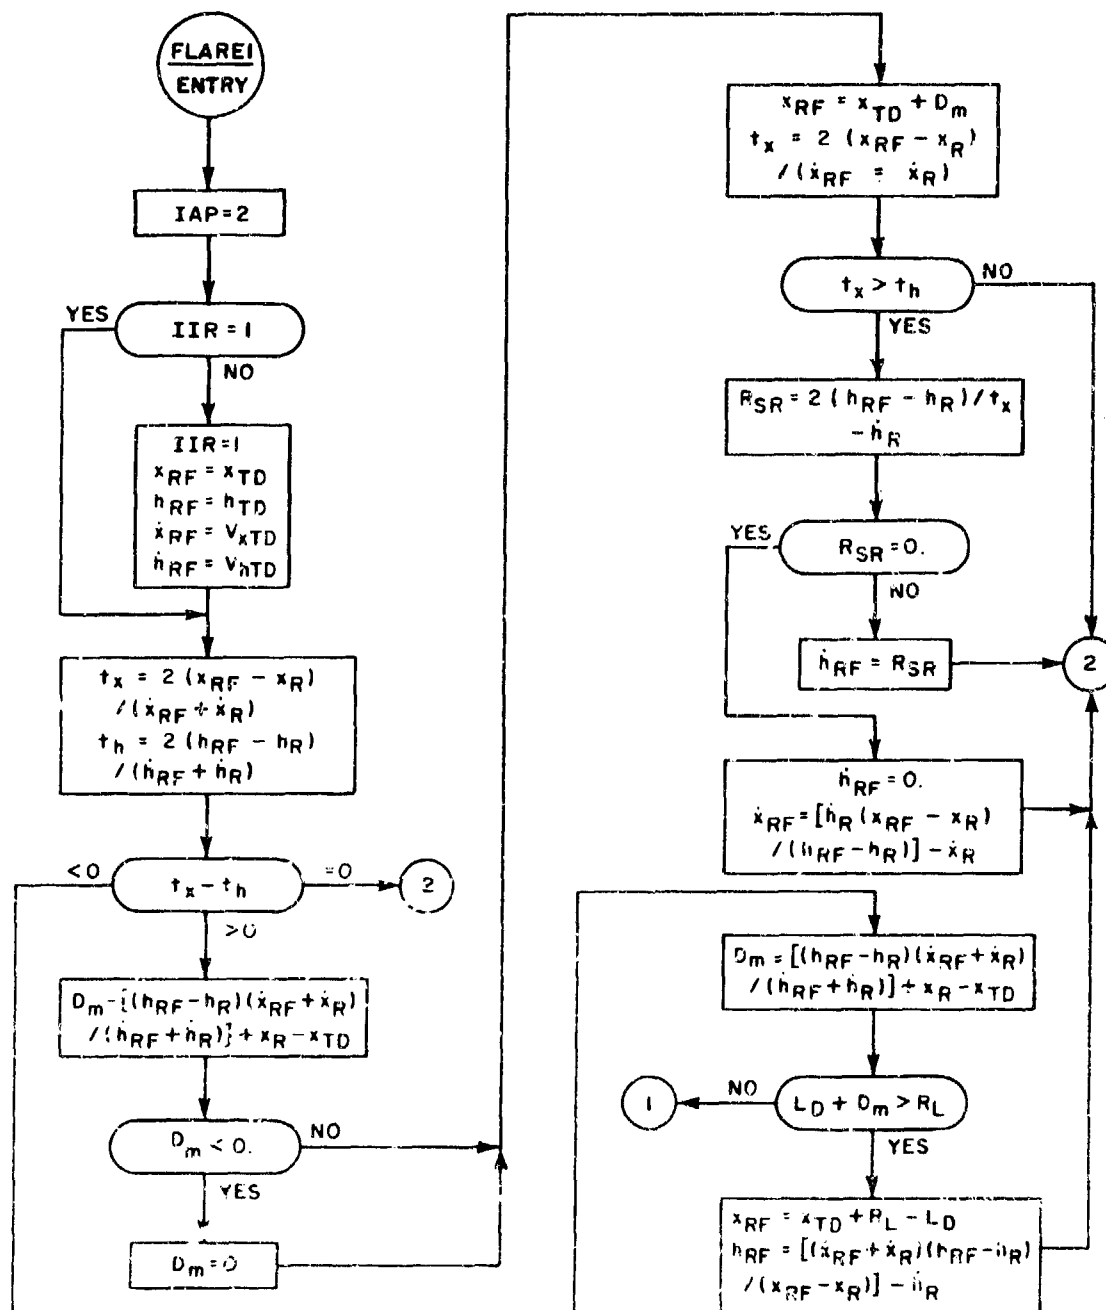 FLARE1
ENTRY
IAP=2
YES
IIR = 1
NO
IIR=1
x_RF = x_TD
h_RF = h_TD
ẋ_RF = V_xTD
ḣ_RF = V_hTD
t_x = 2 (x_RF - x_R)
/(ẋ_RF + ẋ_R)
t_h = 2 (h_RF - h_R)
/(ḣ_RF + ḣ_R)
<0
t_x - t_h
=0
2
>0
D_m - [(h_RF - h_R)(ẋ_RF + ẋ_R)
/(ḣ_RF + ḣ_R)] + x_R - x_TD
D_m < 0.
NO
YES
D_m = 0
x_RF = x_TD + D_m
t_x = 2 (x_RF - x_R)
/(ẋ_RF = ẋ_R)
t_x > t_h
NO
YES
R_SR = 2 (h_RF - h_R)/t_x
- ḣ_R
YES
R_SR = 0.
NO
ḣ_RF = R_SR
2
ḣ_RF = 0.
ẋ_RF = [ḣ_R (x_RF - x_R)
/(h_RF - h_R)] - ẋ_R
D_m = [(h_RF - h_R)(ẋ_RF + ẋ_R)
/(ḣ_RF + ḣ_R)] + x_R - x_TD
1
NO
L_D + D_m > R_L
YES
x_RF = x_TD + R_L - L_D
ḣ_RF = [(ẋ_RF + ẋ_R)(h_RF - h_R)
/(x_RF - x_R)] - ḣ_R